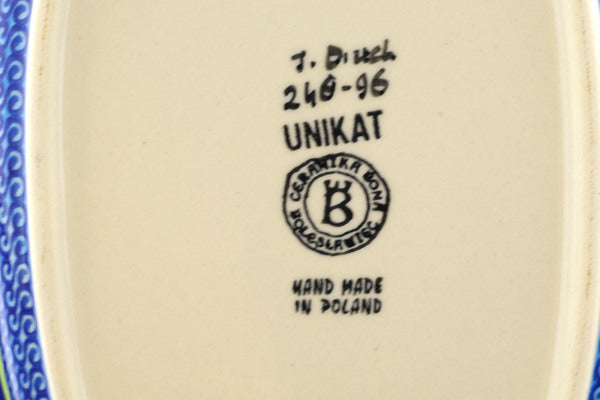 240-96
UNIKAT
CERAMIKA BONA
BOLESŁAWIEC
B
HAND MADE
IN POLAND